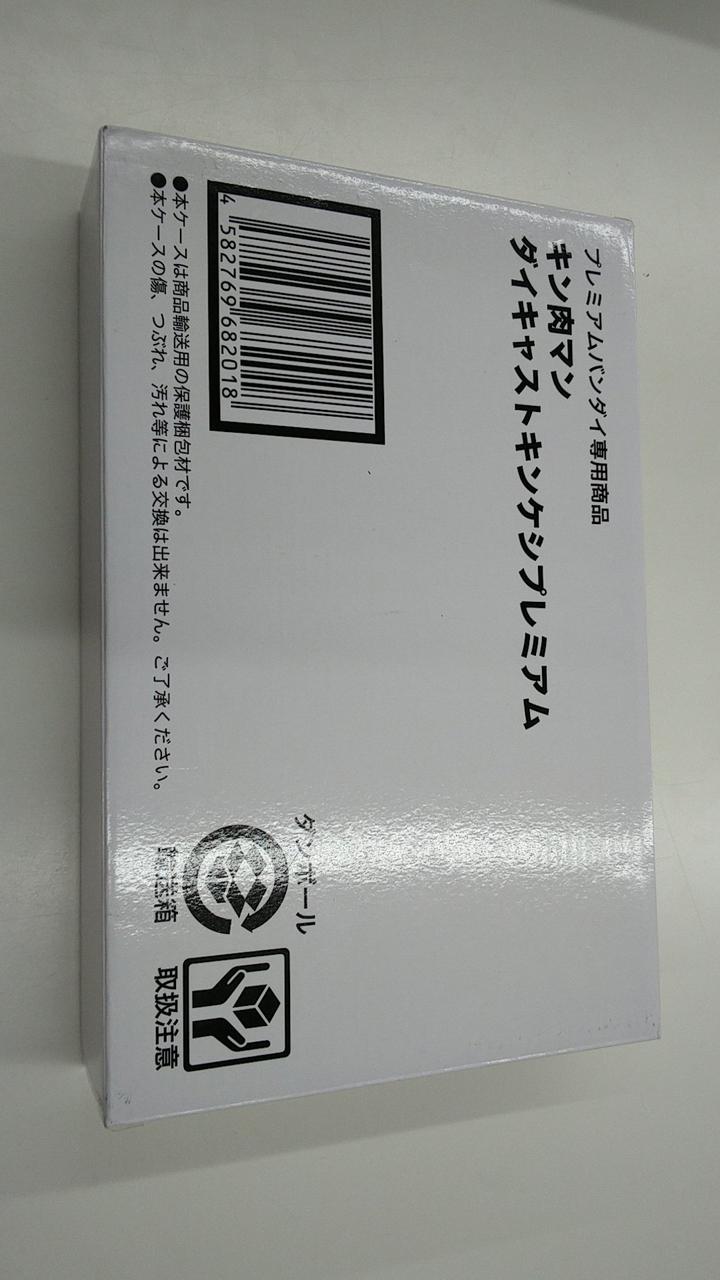 プレミアムバンダイ専用商品
キン肉マン
ダイキャストキンケシプレミアム
4 582769 682018
●本ケースは商品輸送用の保護梱包材です。
●本ケースの傷、つぶれ、汚れ等による交換は出来ません。ご了承ください。
ダンボール
輸送箱
取扱注意